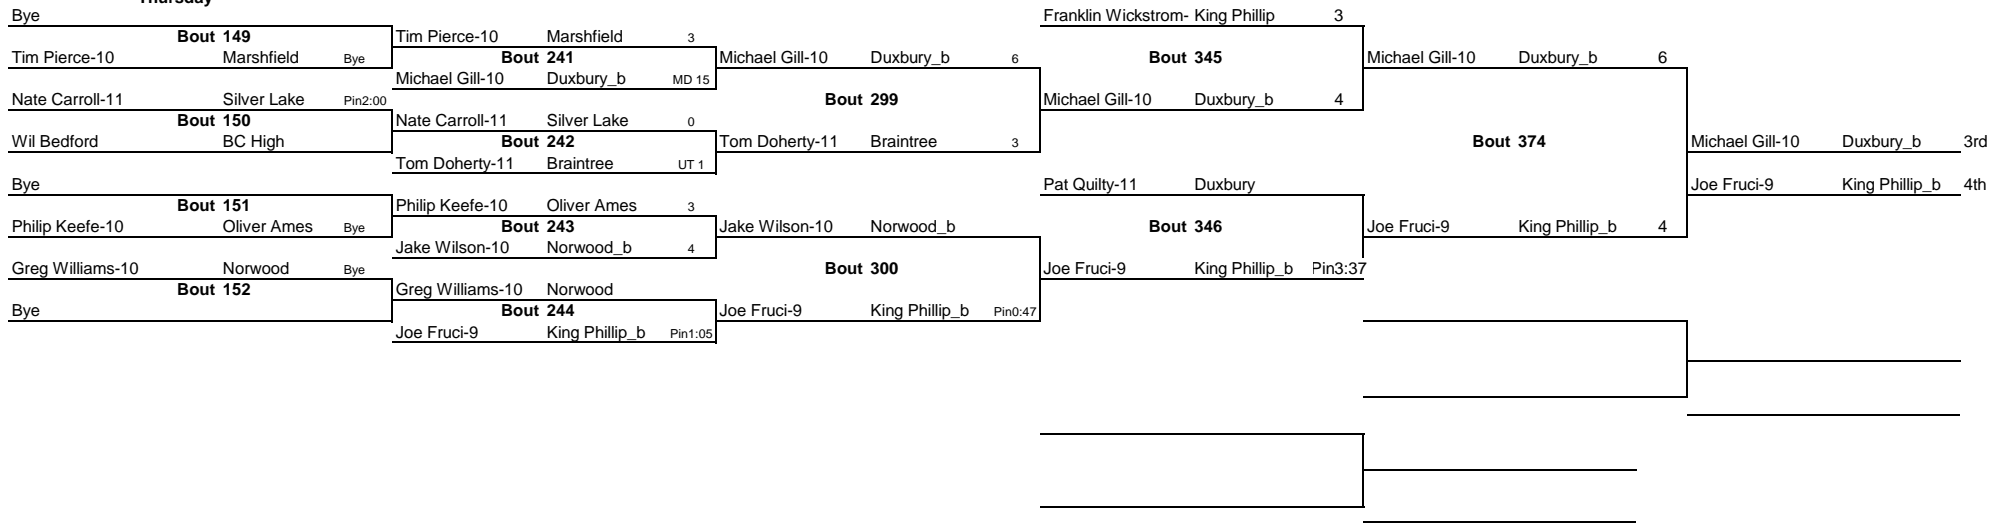 Thursday
Bye Franklin Wickstrom- King Phillip 3
Bout 149 Tim Pierce-10 Marshfield 3
Tim Pierce-10 Marshfield Bye Bout 241 Michael Gill-10 Duxbury_b 6 Bout 345 Michael Gill-10 Duxbury_b 6
Michael Gill-10 Duxbury_b MD 15
Nate Carroll-11 Silver Lake Pin2:00 Bout 299 Michael Gill-10 Duxbury_b 4
Bout 150 Nate Carroll-11 Silver Lake 0
Wil Bedford BC High Bout 242 Tom Doherty-11 Braintree 3 Bout 374 Michael Gill-10 Duxbury_b 3rd
Tom Doherty-11 Braintree UT 1
Bye Pat Quilty-11 Duxbury Joe Fruci-9 King Phillip_b 4th
Bout 151 Philip Keefe-10 Oliver Ames 3
Philip Keefe-10 Oliver Ames Bye Bout 243 Jake Wilson-10 Norwood_b Bout 346 Joe Fruci-9 King Phillip_b 4
Jake Wilson-10 Norwood_b 4
Greg Williams-10 Norwood Bye Bout 300 Joe Fruci-9 King Phillip_b Pin3:37
Bout 152 Greg Williams-10 Norwood
Bye Bout 244 Joe Fruci-9 King Phillip_b Pin0:47
Joe Fruci-9 King Phillip_b Pin1:05